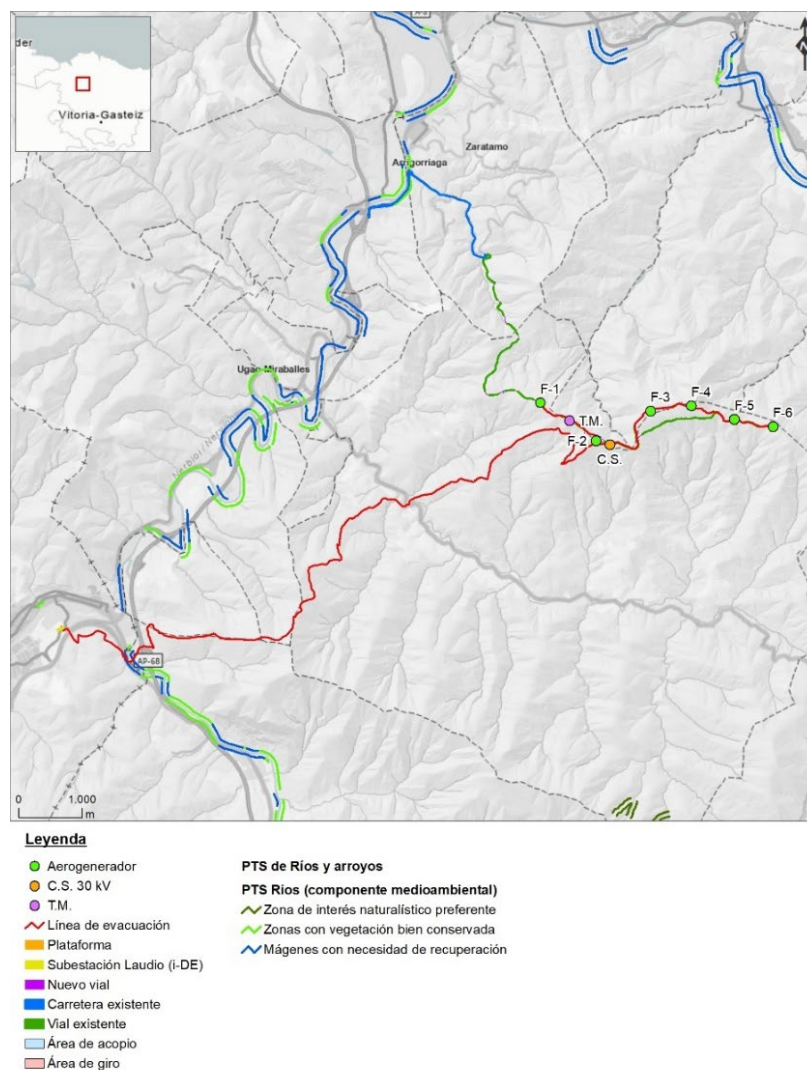 der
Vitoria-Gasteiz
Zaratamo
Arrigorriaga
Ugao-Miraballes
F-1
T.M.
F-2
C.S.
F-3
F-4
F-5
F-6
AP-68
0 1,000
m
Leyenda
Aerogenerador
C.S. 30 kV
T.M.
Línea de evacuación
Plataforma
Subestación Laudio (i-DE)
Nuevo vial
Carretera existente
Vial existente
Área de acopio
Área de giro
PTS de Ríos y arroyos
PTS Rios (componente medioambiental)
Zona de interés naturalístico preferente
Zonas con vegetación bien conservada
Mágenes con necesidad de recuperación